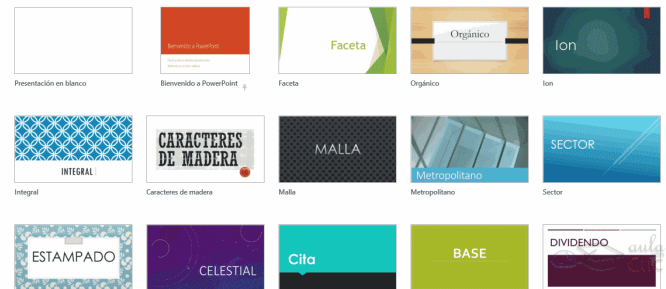 Bienvenido a PowerPoint
Faceta
Orgánico
Ion
Presentación en blanco
Bienvenido a PowerPoint
Faceta
Orgánico
Ion
INTEGRAL
CARACTERES
DE MADERA
MALLA
Metropolitano
SECTOR
Integral
Caracteres de madera
Malla
Metropolitano
Sector
ESTAMPADO
CELESTIAL
Cita
BASE
DIVIDENDO
aula
Clic